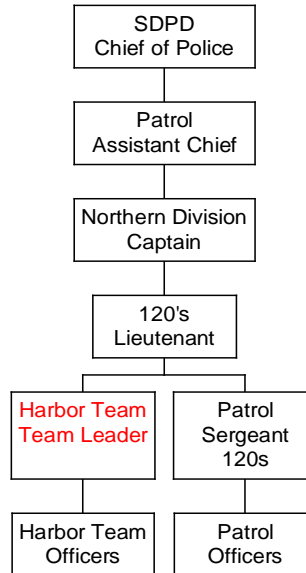 SDPD
Chief of Police
Patrol
Assistant Chief
Northern Division
Captain
120's
Lieutenant
Harbor Team
Team Leader
Patrol
Sergeant
120s
Harbor Team
Officers
Patrol
Officers